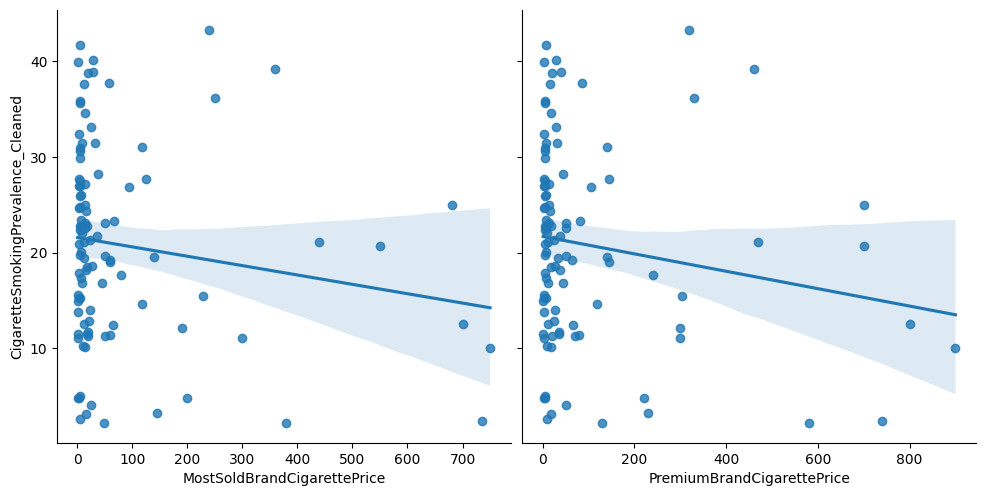 CigaretteSmokingPrevalence_Cleaned
40
30
20
10
0 100 200 300 400 500 600 700
MostSoldBrandCigarettePrice
0 200 400 600 800
PremiumBrandCigarettePrice